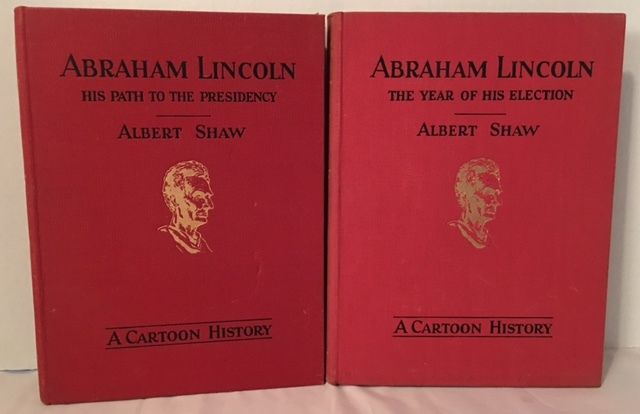 ABRAHAM LINCOLN
HIS PATH TO THE PRESIDENCY
ALBERT SHAW
A CARTOON HISTORY
ABRAHAM LINCOLN
THE YEAR OF HIS ELECTION
ALBERT SHAW
A CARTOON HISTORY